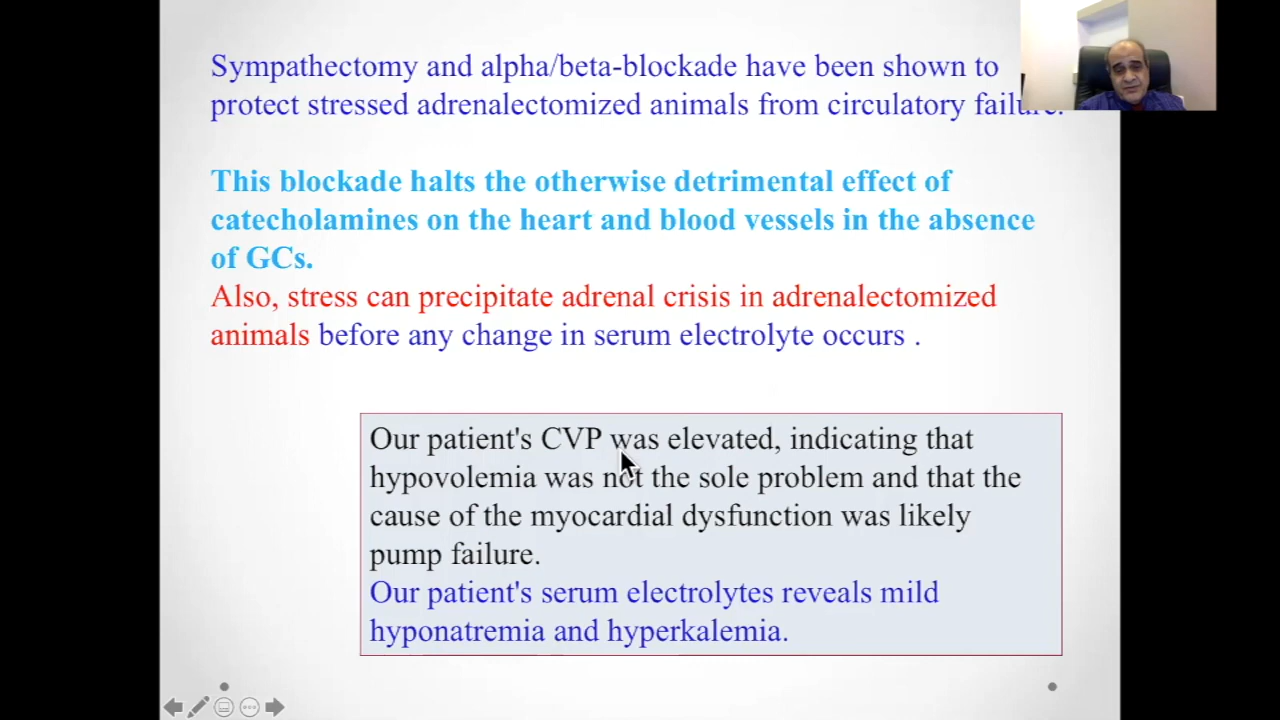 Sympathectomy and alpha/beta-blockade have been shown to
protect stressed adrenalectomized animals from circulatory failure.
This blockade halts the otherwise detrimental effect of
catecholamines on the heart and blood vessels in the absence
of GCs.
Also, stress can precipitate adrenal crisis in adrenalectomized
animals before any change in serum electrolyte occurs .
Our patient's CVP was elevated, indicating that
hypovolemia was not the sole problem and that the
cause of the myocardial dysfunction was likely
pump failure.
Our patient's serum electrolytes reveals mild
hyponatremia and hyperkalemia.